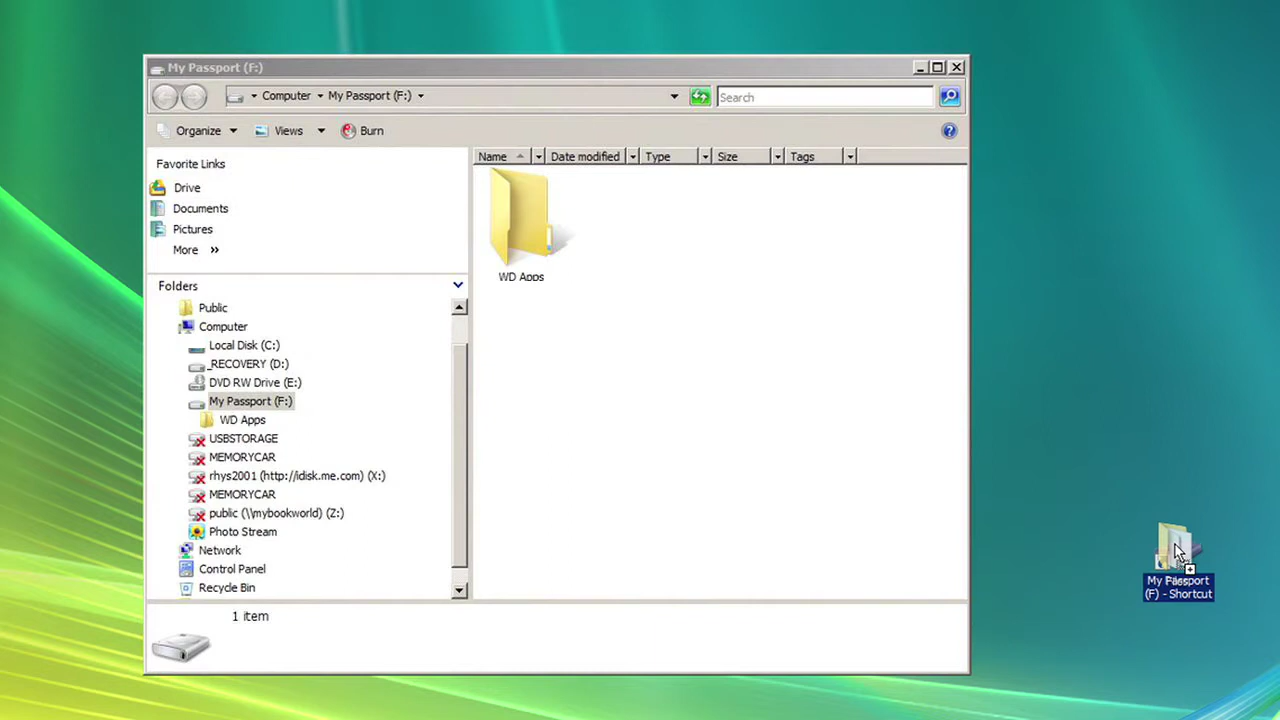 My Passport (F:)
Computer My Passport (F:) Search
Organize Views Burn
Favorite Links
Drive
Documents
Pictures
More »
Folders
Public
Computer
Local Disk (C:)
_RECOVERY (D:)
DVD RW Drive (E:)
My Passport (F:)
WD Apps
USBSTORAGE
MEMORYCAR
rhys2001 (http://idisk.me.com) (X:)
MEMORYCAR
public (\\mybookworld) (Z:)
Photo Stream
Network
Control Panel
Recycle Bin
Name Date modified Type Size Tags
WD Apps
1 item
My Passport
(F) - Shortcut